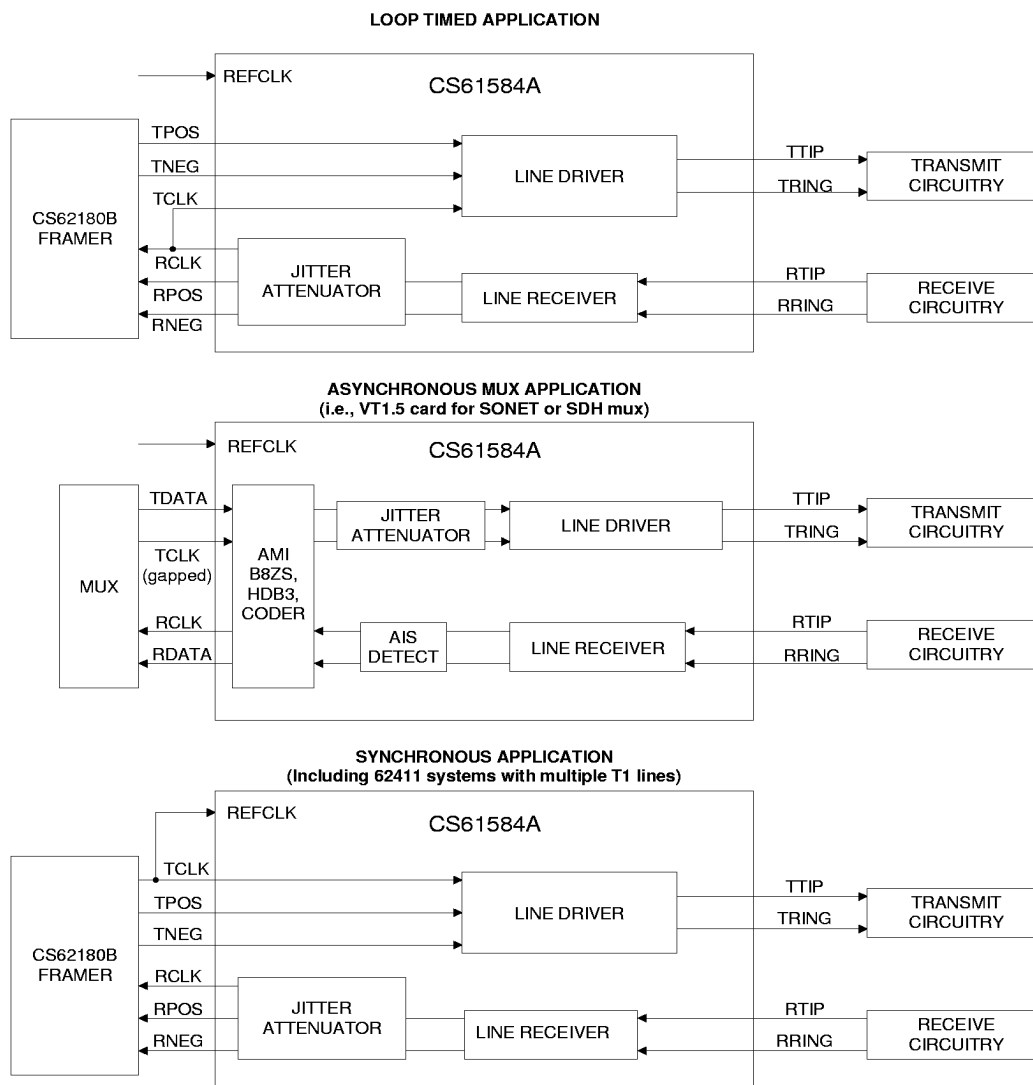 LOOP TIMED APPLICATION
REFCLK
CS61584A
TPOS
TNEG
TCLK
CS62180B
FRAMER
LINE DRIVER
TTIP
TRING
TRANSMIT
CIRCUITRY
RCLK
RPOS
RNEG
JITTER
ATTENUATOR
LINE RECEIVER
RTIP
RRING
RECEIVE
CIRCUITRY
ASYNCHRONOUS MUX APPLICATION
(i.e., VT1.5 card for SONET or SDH mux)
REFCLK
CS61584A
MUX
TDATA
TCLK
(gapped)
RCLK
RDATA
AMI
B8ZS,
HDB3,
CODER
JITTER
ATTENUATOR
LINE DRIVER
TTIP
TRING
TRANSMIT
CIRCUITRY
AIS
DETECT
LINE RECEIVER
RTIP
RRING
RECEIVE
CIRCUITRY
SYNCHRONOUS APPLICATION
(Including 62411 systems with multiple T1 lines)
REFCLK
CS61584A
TCLK
TPOS
TNEG
CS62180B
FRAMER
LINE DRIVER
TTIP
TRING
TRANSMIT
CIRCUITRY
RCLK
RPOS
RNEG
JITTER
ATTENUATOR
LINE RECEIVER
RTIP
RRING
RECEIVE
CIRCUITRY